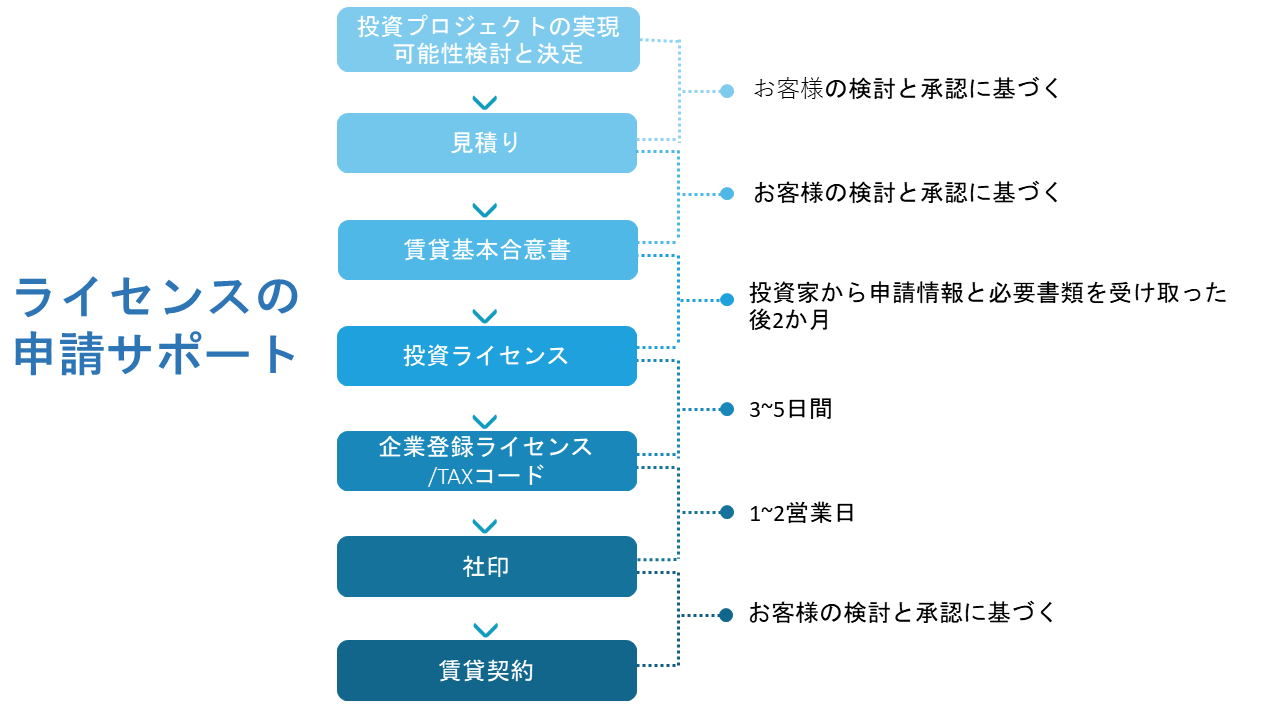 ライセンスの
申請サポート
投資プロジェクトの実現
可能性検討と決定
お客様の検討と承認に基づく
見積り
お客様の検討と承認に基づく
賃貸基本合意書
投資家から申請情報と必要書類を受け取った
後2か月
投資ライセンス
3~5日間
企業登録ライセンス
/TAXコード
1~2営業日
社印
お客様の検討と承認に基づく
賃貸契約